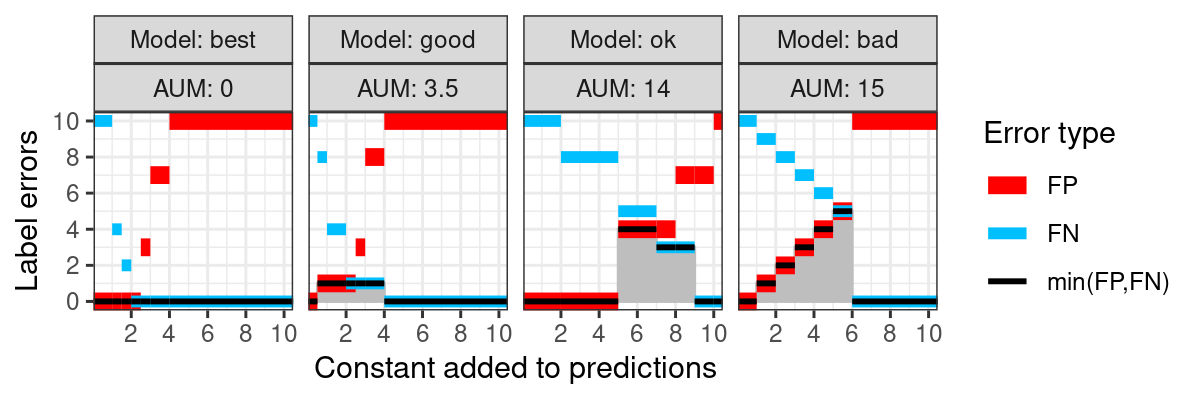 Model: best
Model: good
Model: ok
Model: bad
AUM: 0
AUM: 3.5
AUM: 14
AUM: 15
Label errors
10
8
6
4
2
0
2 4 6 8 10
2 4 6 8 10
2 4 6 8 10
2 4 6 8 10
Constant added to predictions
Error type
FP
FN
min(FP,FN)